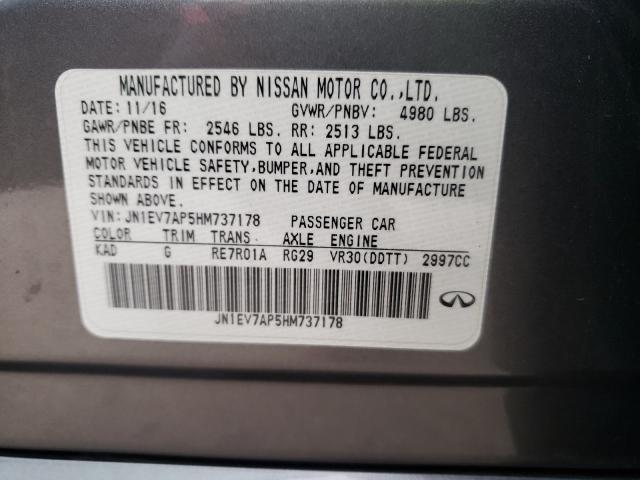 MANUFACTURED BY NISSAN MOTOR CO.,LTD.
DATE: 11/16 GVWR/PNBV: 4980 LBS.
GAWR/PNBE FR: 2546 LBS. RR: 2513 LBS.
THIS VEHICLE CONFORMS TO ALL APPLICABLE FEDERAL
MOTOR VEHICLE SAFETY,BUMPER,AND THEFT PREVENTION
STANDARDS IN EFFECT ON THE DATE OF MANUFACTURE
SHOWN ABOVE.
VIN: JN1EV7AP5HM737178 PASSENGER CAR
COLOR TRIM TRANS AXLE ENGINE
KAD G RE7R01A RG29 VR30(DDTT) 2997CC
JN1EV7AP5HM737178